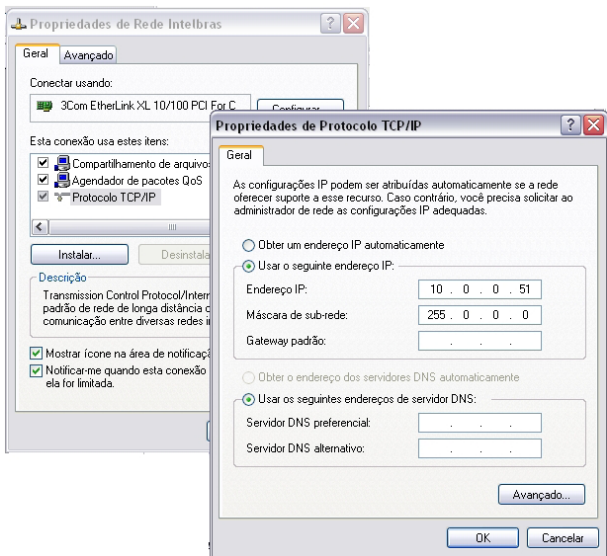 Propriedades de Rede Intelbras
Geral
Avançado
Conectar usando:
3Com EtherLink XL 10/100 PCI For C
Configurar...
Esta conexão usa estes itens:
Compartilhamento de arquivo
Agendador de pacotes QoS
Protocolo TCP/IP
Instalar...
Desinstala
Descrição
Transmission Control Protocol/Inter
padrão de rede de longa distância
comunicação entre diversas redes
Mostrar ícone na área de notificaç
Notificar-me quando esta conexão
ela for limitada.
Propriedades de Protocolo TCP/IP
Geral
As configurações IP podem ser atribuídas automaticamente se a rede
oferecer suporte a esse recurso. Caso contrário, você precisa solicitar ao
administrador de rede as configurações IP adequadas.
Obter um endereço IP automaticamente
Usar o seguinte endereço IP:
Endereço IP: 10 . 0 . 0 . 51
Máscara de sub-rede: 255 . 0 . 0 . 0
Gateway padrão: . . .
Obter o endereço dos servidores DNS automaticamente
Usar os seguintes endereços de servidor DNS:
Servidor DNS preferencial: . . .
Servidor DNS alternativo: . . .
Avançado...
OK
Cancelar